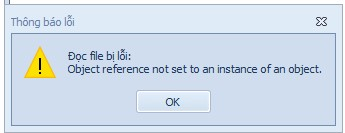 Thông báo lỗi
Đọc file bị lỗi:
Object reference not set to an instance of an object.
OK